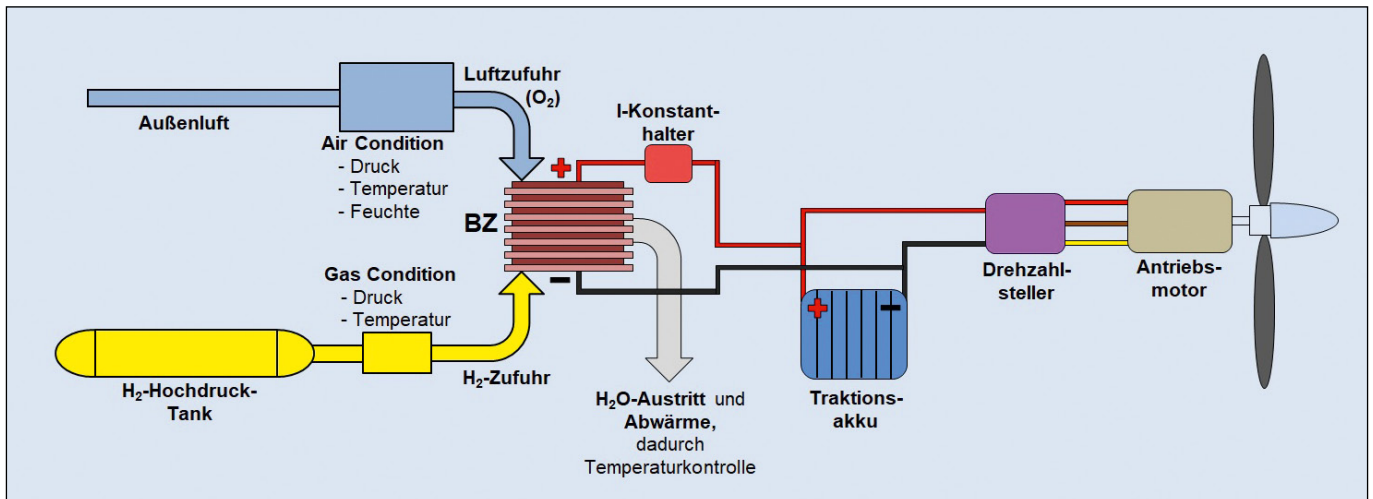 Außenluft
Luftzufuhr
(O₂)
Air Condition
- Druck
- Temperatur
- Feuchte
I-Konstant-
halter
+
BZ
−
Gas Condition
- Druck
- Temperatur
H₂-Hochdruck-
Tank
H₂-Zufuhr
H₂O-Austritt und
Abwärme,
dadurch
Temperaturkontrolle
+ −
Traktions-
akku
Drehzahl-
steller
Antriebs-
motor